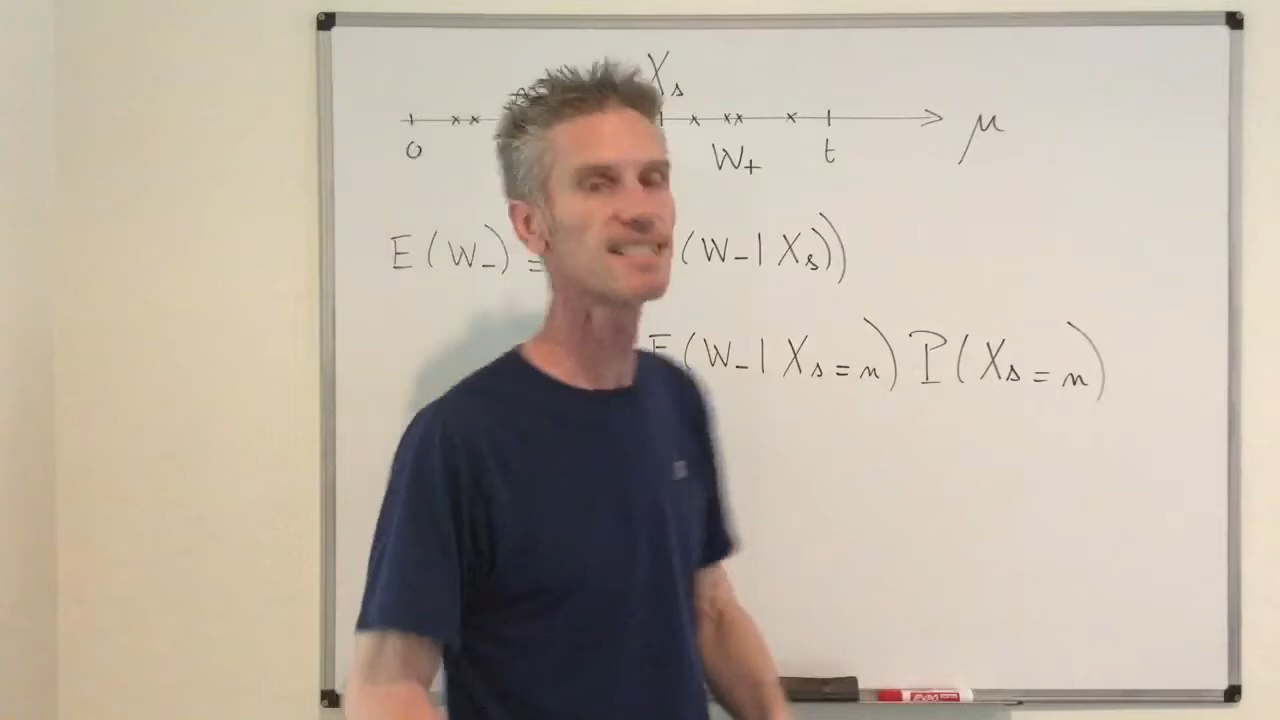 X_s
0 W_+ t μ
E(W_-) = (W_- | X_s))
E(W_- | X_s = n) P(X_s = n)